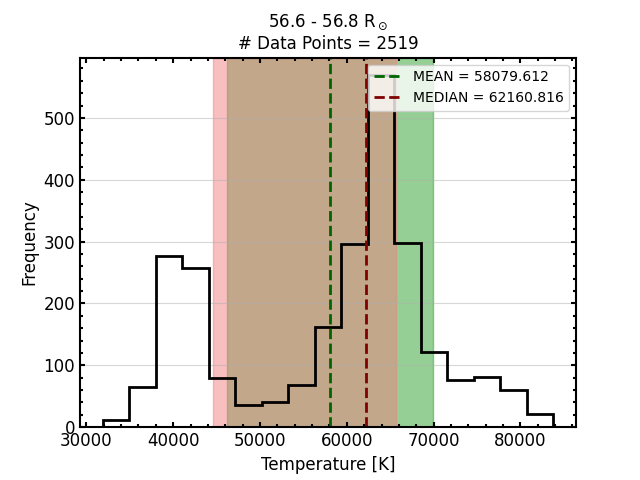 56.6 - 56.8 R⊙
# Data Points = 2519
MEAN = 58079.612
MEDIAN = 62160.816
500
400
300
200
100
0
Frequency
30000 40000 50000 60000 70000 80000
Temperature [K]